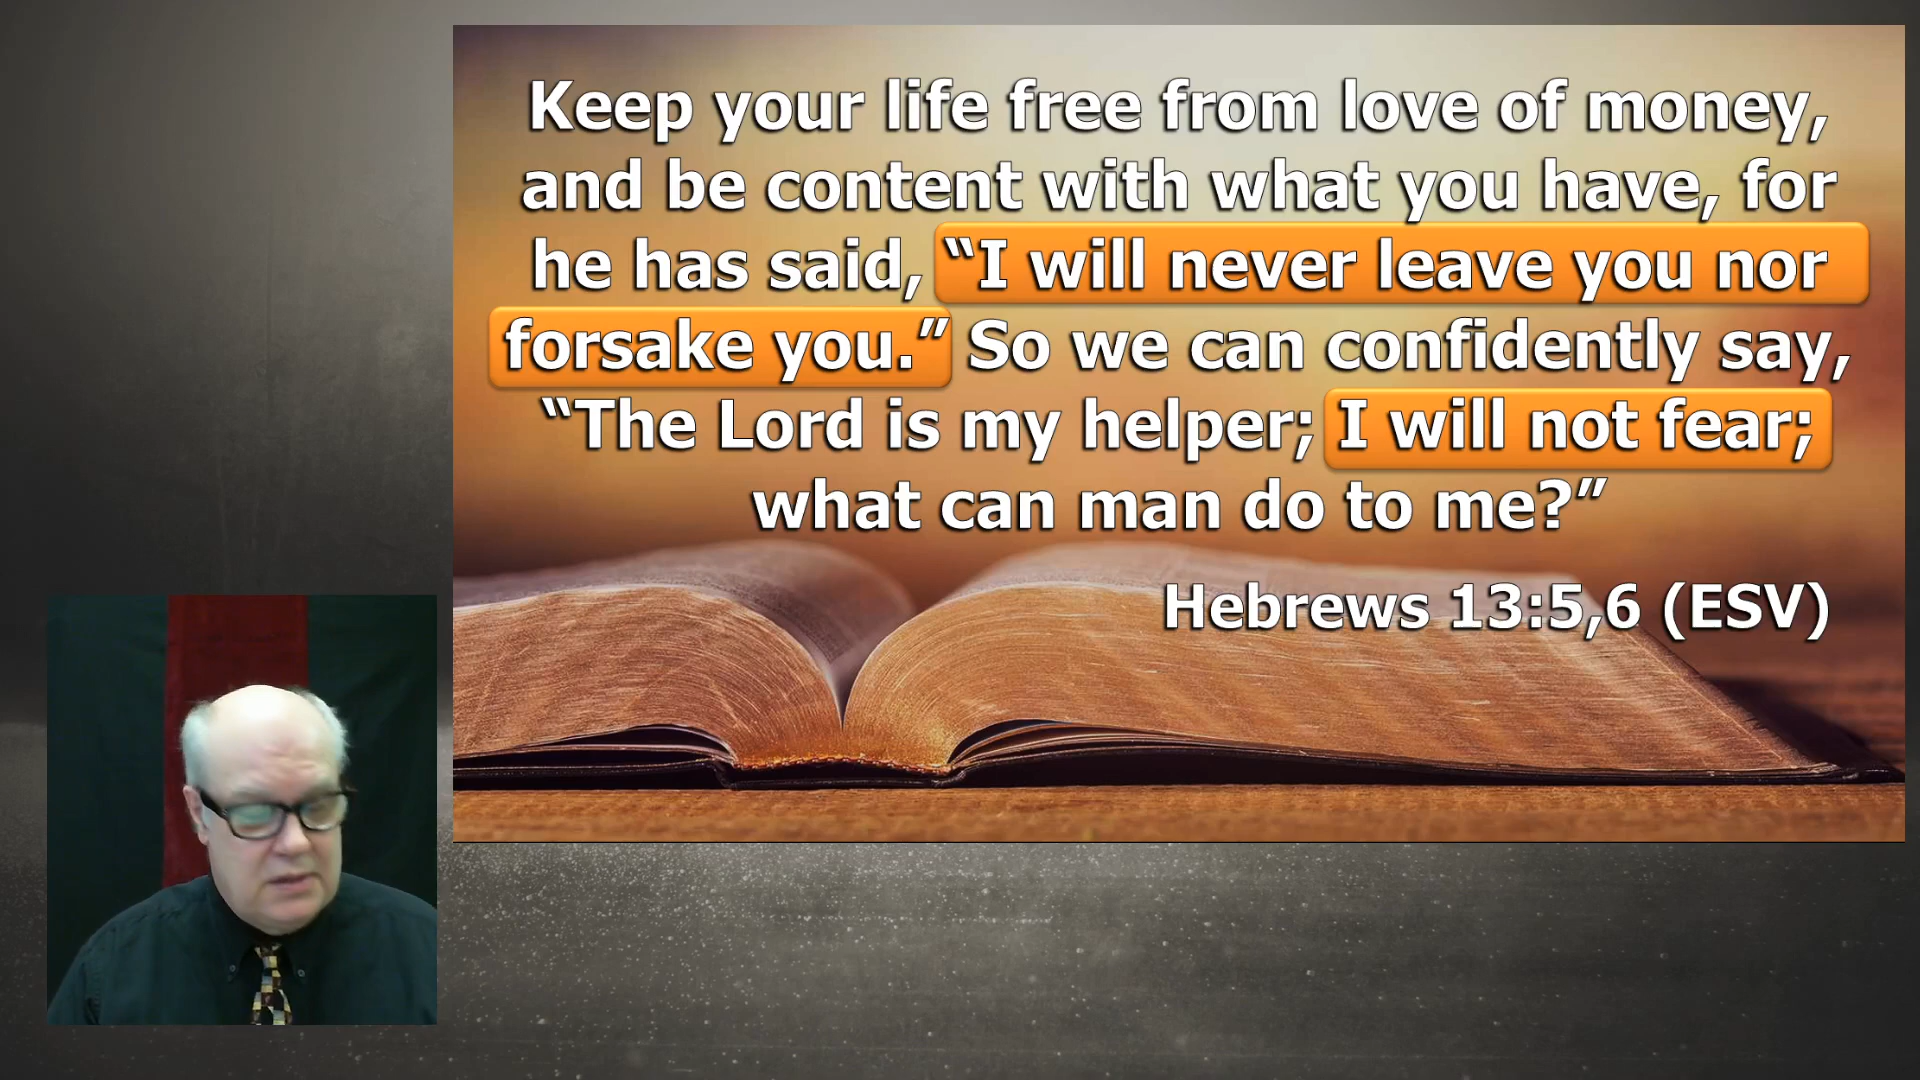 Keep your life free from love of money,
and be content with what you have, for
he has said, “I will never leave you nor
forsake you.” So we can confidently say,
“The Lord is my helper; I will not fear;
what can man do to me?”
Hebrews 13:5,6 (ESV)